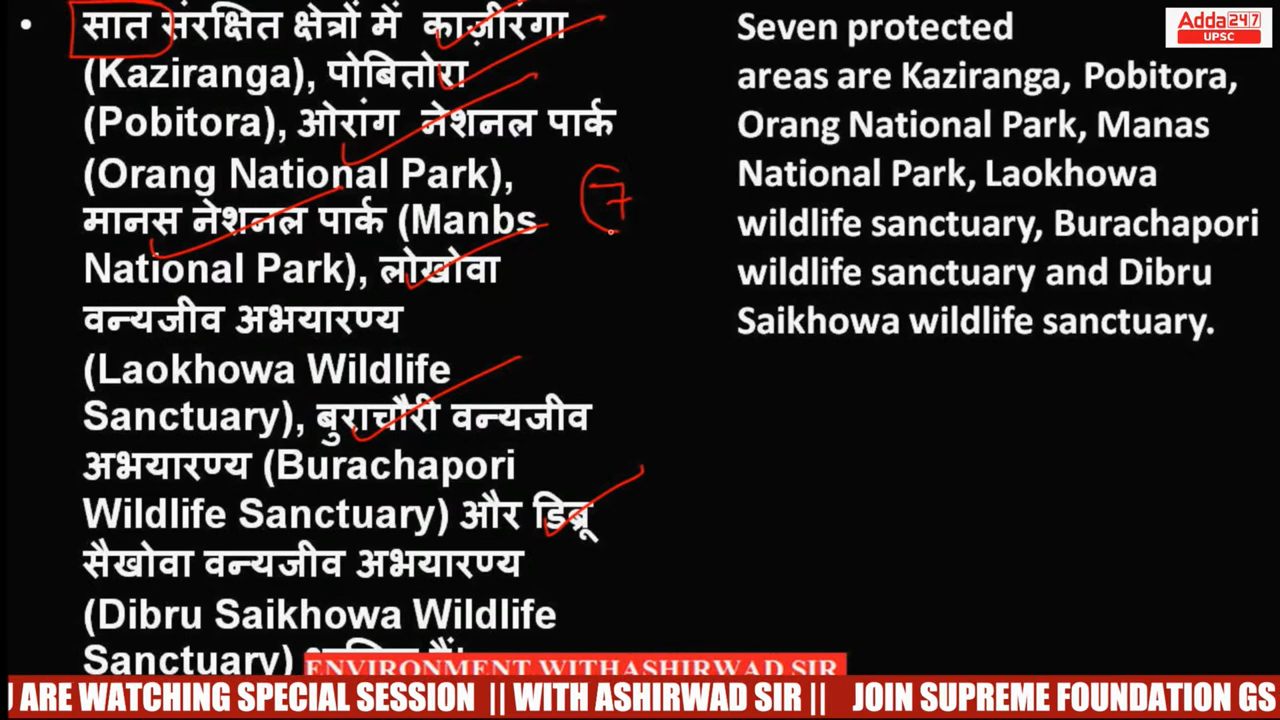 • सात संरक्षित क्षेत्रों में काज़ीरंगा
(Kaziranga), पोबितोरा
(Pobitora), ओरांग नेशनल पार्क
(Orang National Park),
मानस नेशनल पार्क (Manbs
National Park), लोखोवा
वन्यजीव अभयारण्य
(Laokhowa Wildlife
Sanctuary), बुराचौरी वन्यजीव
अभयारण्य (Burachapori
Wildlife Sanctuary) और डिब्रू
सैखोवा वन्यजीव अभयारण्य
(Dibru Saikhowa Wildlife
Sanctuary)
7
Seven protected
areas are Kaziranga, Pobitora,
Orang National Park, Manas
National Park, Laokhowa
wildlife sanctuary, Burachapori
wildlife sanctuary and Dibru
Saikhowa wildlife sanctuary.
Adda247
UPSC
ENVIRONMENT WITHASHIRWAD SIR
ARE WATCHING SPECIAL SESSION || WITH ASHIRWAD SIR || JOIN SUPREME FOUNDATION GS